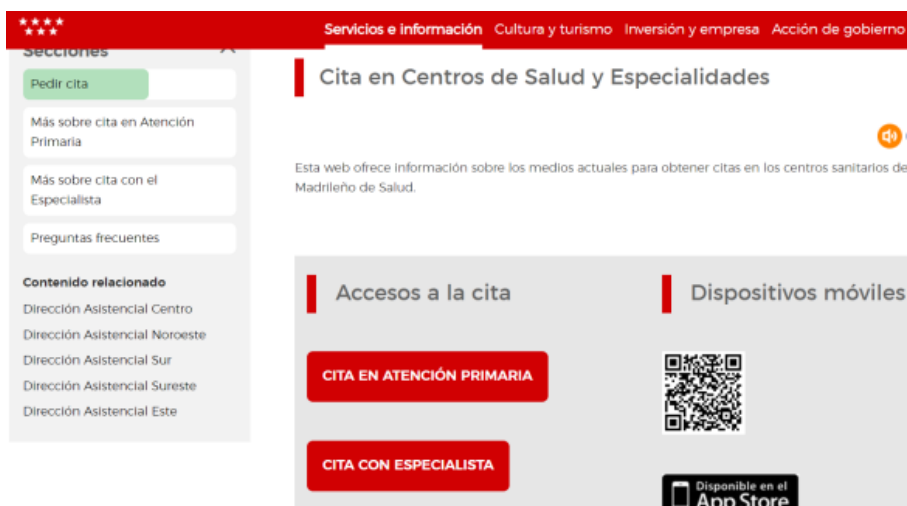 Servicios e información Cultura y turismo Inversión y empresa Acción de gobierno
Secciones
Pedir cita
Más sobre cita en Atención
Primaria
Más sobre cita con el
Especialista
Preguntas frecuentes
Contenido relacionado
Dirección Asistencial Centro
Dirección Asistencial Noroeste
Dirección Asistencial Sur
Dirección Asistencial Sureste
Dirección Asistencial Este
Cita en Centros de Salud y Especialidades
Esta web ofrece información sobre los medios actuales para obtener citas en los centros sanitarios de
Madrileño de Salud.
Accesos a la cita
CITA EN ATENCIÓN PRIMARIA
CITA CON ESPECIALISTA
Dispositivos móviles
Disponible en el
App Store